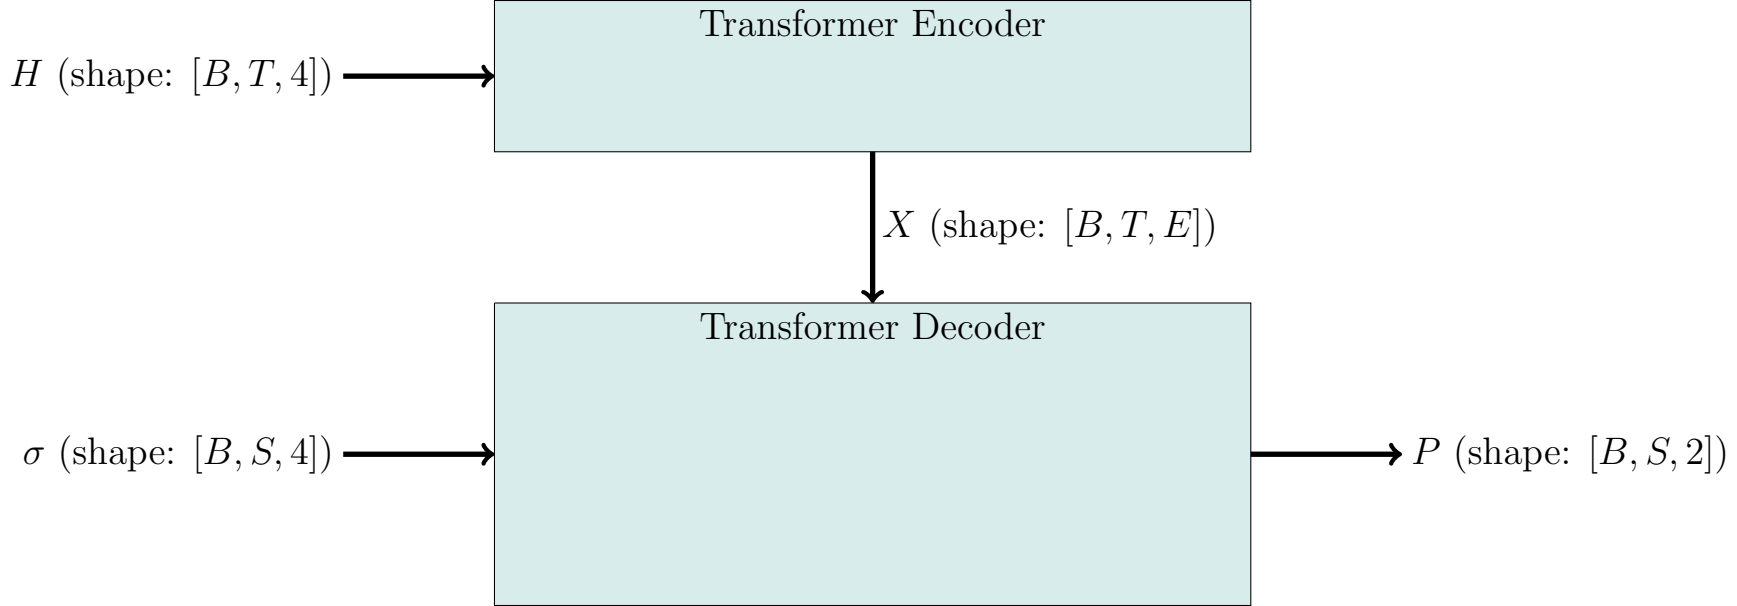 Transformer Encoder
H (shape: [B, T, 4])
X (shape: [B, T, E])
Transformer Decoder
σ (shape: [B, S, 4])
P (shape: [B, S, 2])